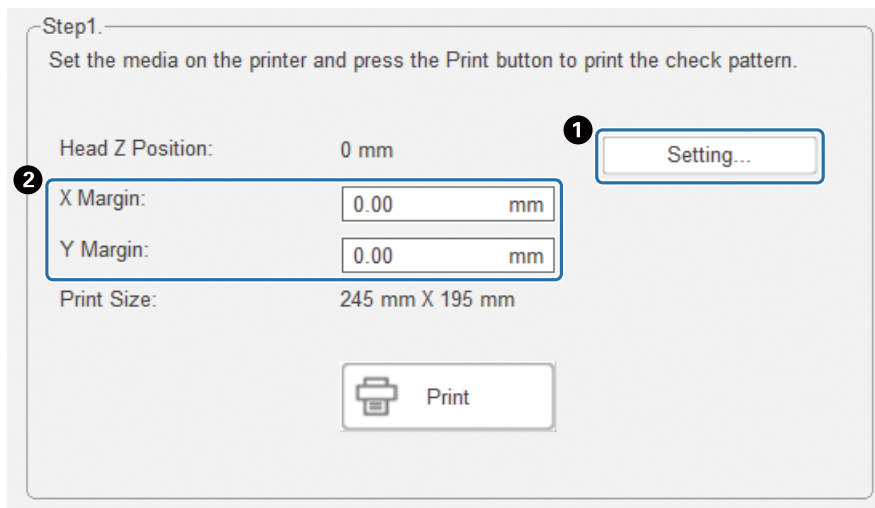 Step1.
Set the media on the printer and press the Print button to print the check pattern.
1
Head Z Position: 0 mm Setting...
2
X Margin: 0.00 mm
Y Margin: 0.00 mm
Print Size: 245 mm X 195 mm
Print